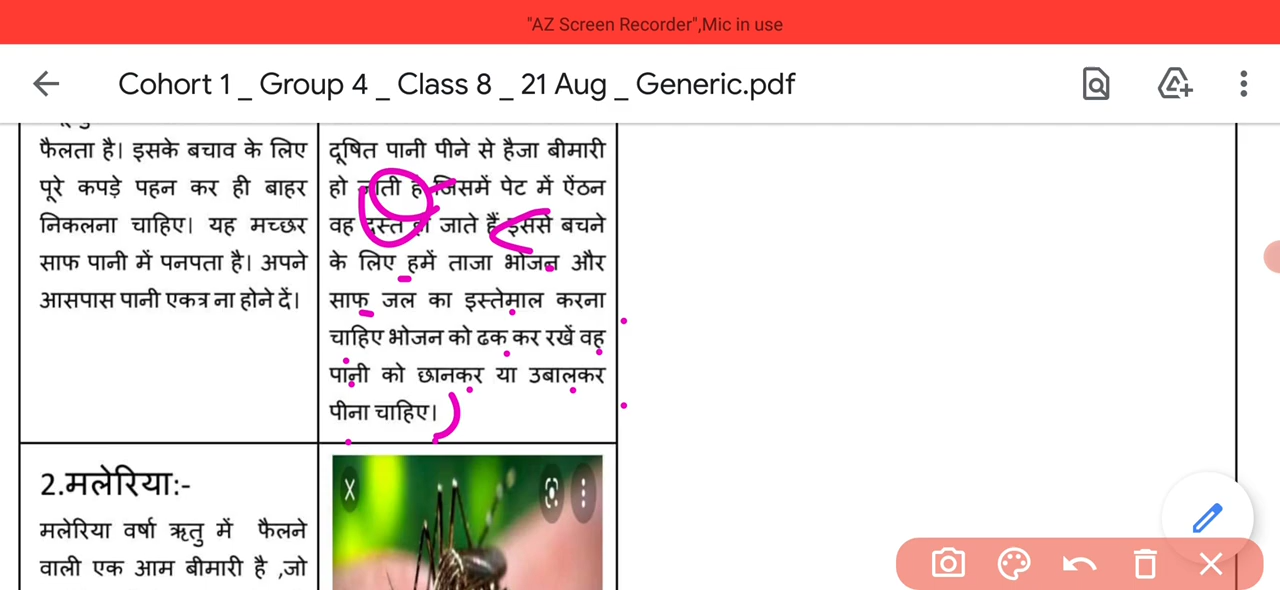 "AZ Screen Recorder",Mic in use
Cohort 1 _ Group 4 _ Class 8 _ 21 Aug _ Generic.pdf
फैलता है। इसके बचाव के लिए
पूरे कपड़े पहन कर ही बाहर
निकलना चाहिए। यह मच्छर
साफ पानी में पनपता है। अपने
आसपास पानी एकत्र ना होने दें।
दूषित पानी पीने से हैजा बीमारी
हो जाती है जिसमें पेट में ऐंठन
वह दस्त हो जाते हैं इससे बचने
के लिए हमें ताजा भोजन और
साफ जल का इस्तेमाल करना
चाहिए भोजन को ढक कर रखें वह
पानी को छानकर या उबालकर
पीना चाहिए।
2.मलेरिया:-
मलेरिया वर्षा ऋतु में फैलने
वाली एक आम बीमारी है ,जो